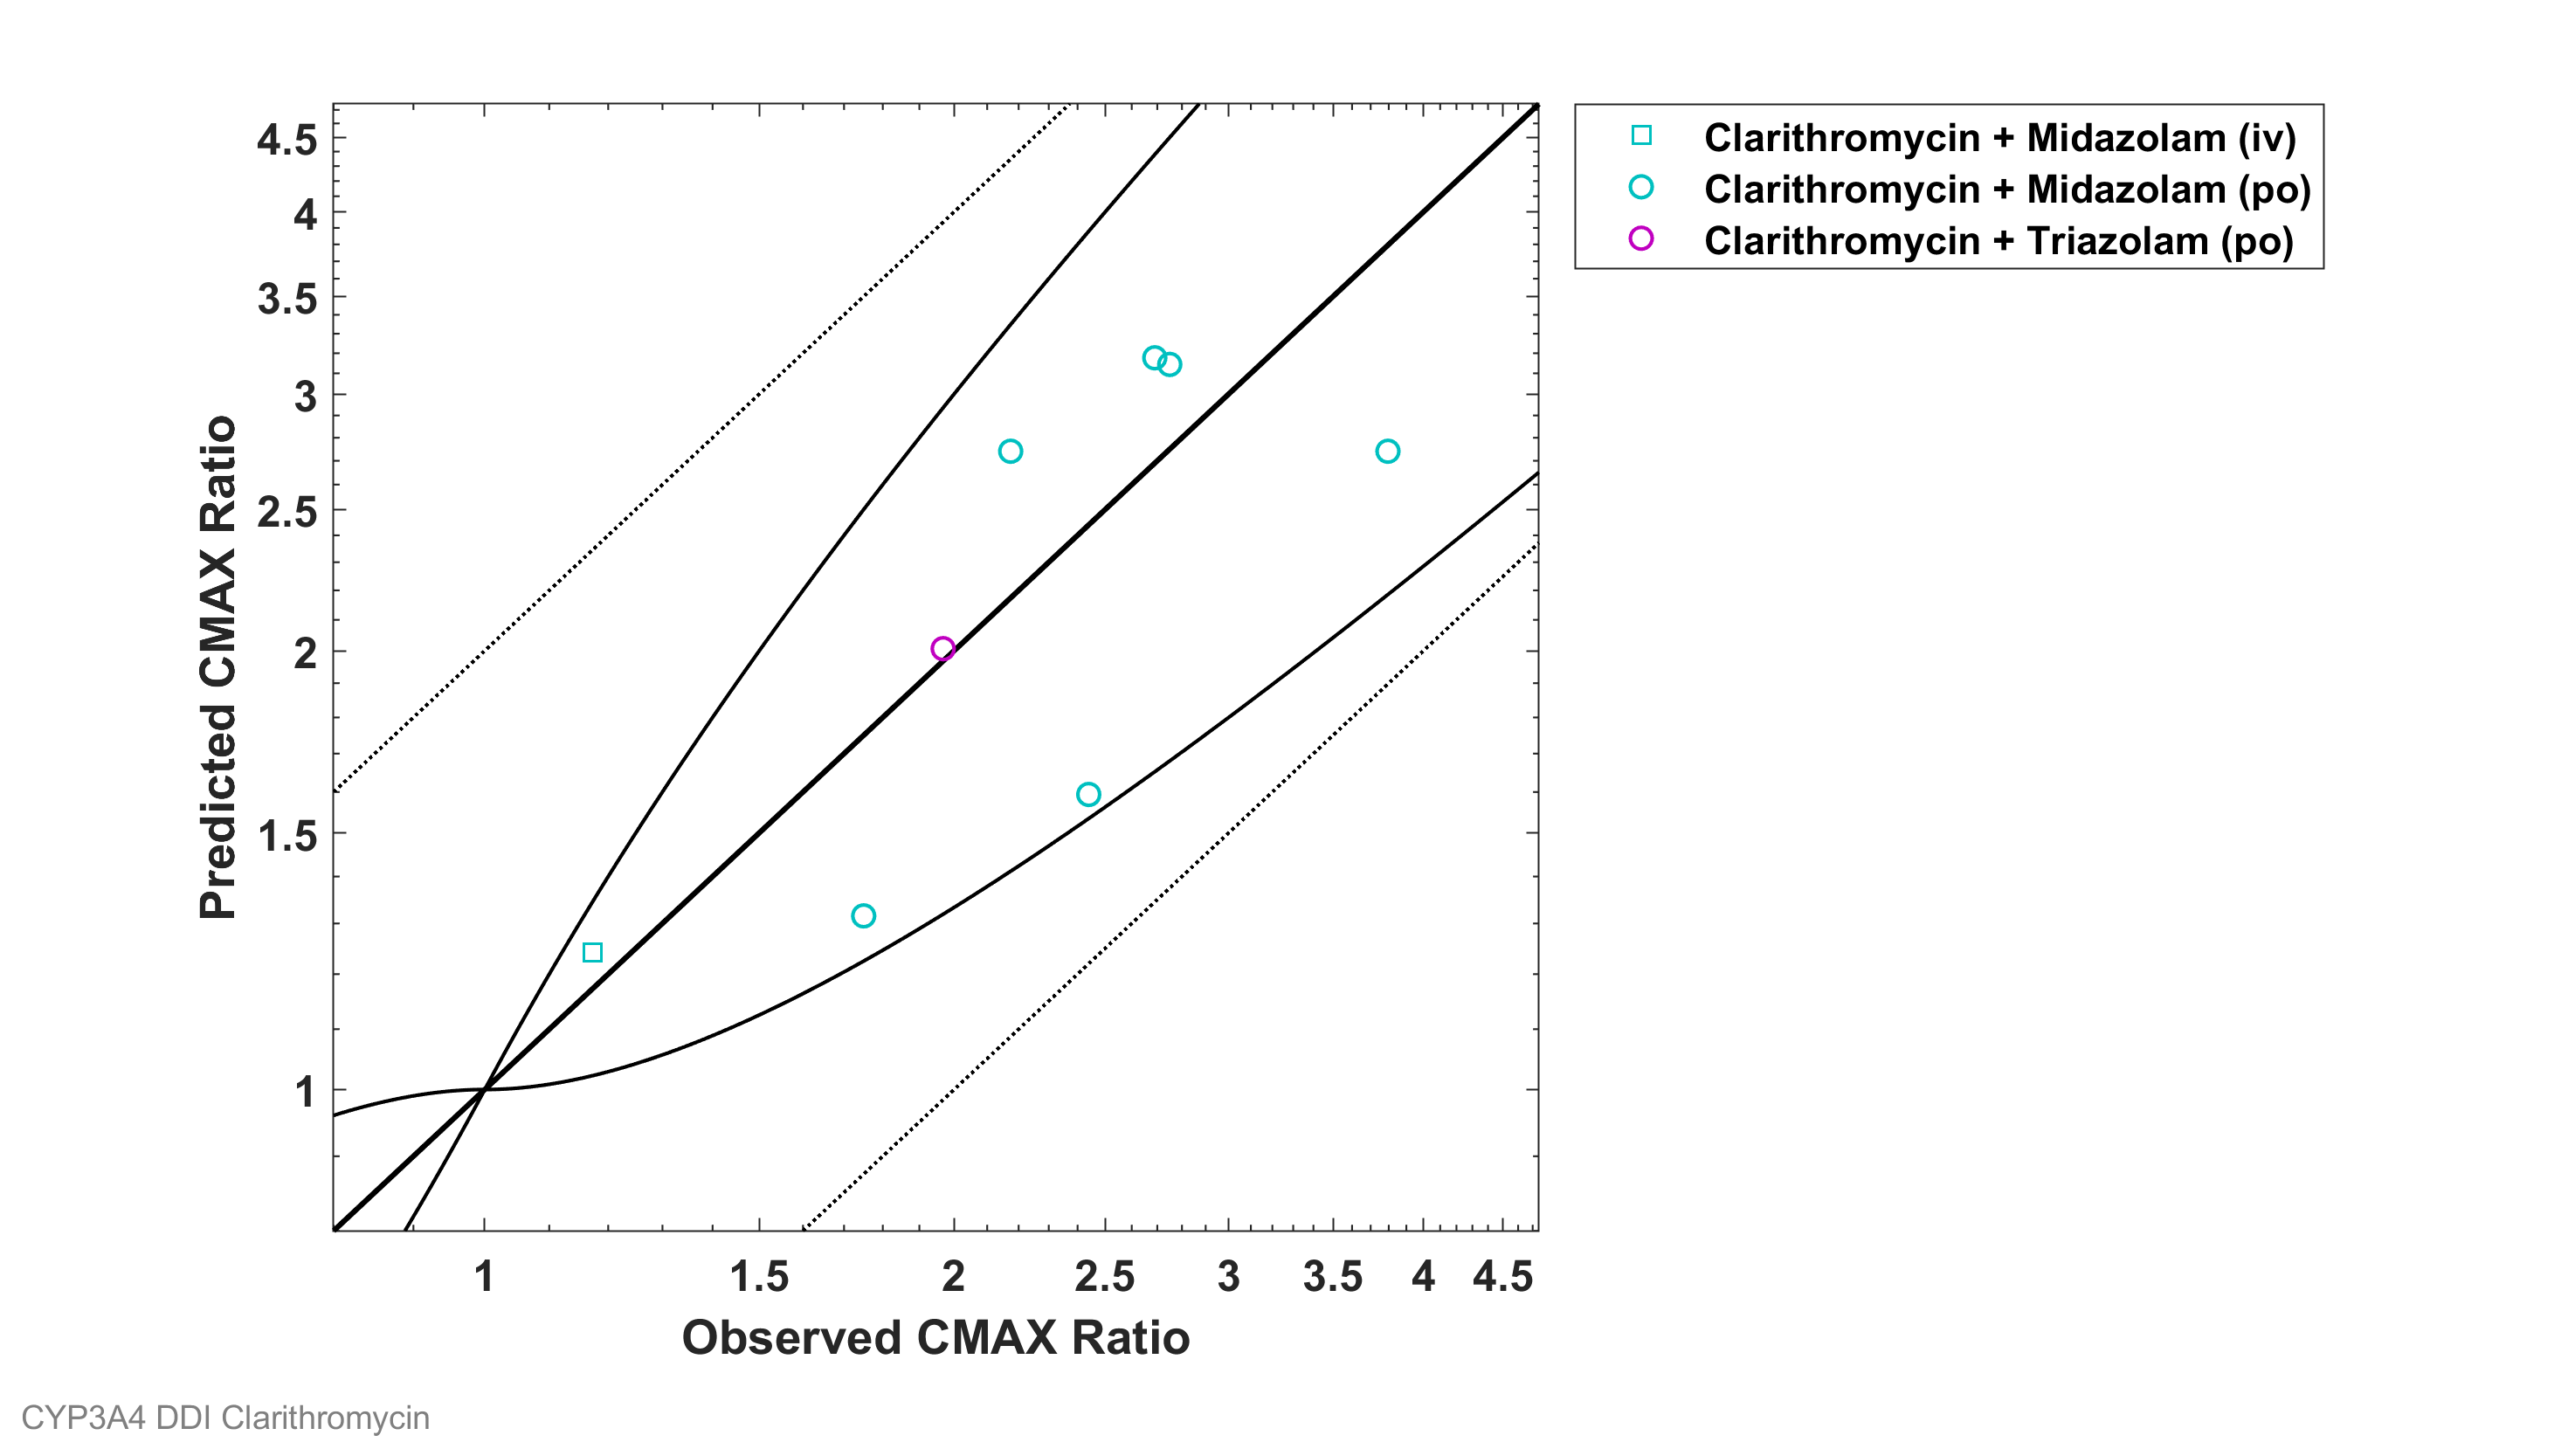 Clarithromycin + Midazolam (iv)
Clarithromycin + Midazolam (po)
Clarithromycin + Triazolam (po)
4.5
4
3.5
3
2.5
2
1.5
1
Predicted CMAX Ratio
1 1.5 2 2.5 3 3.5 4 4.5
Observed CMAX Ratio
CYP3A4 DDI Clarithromycin